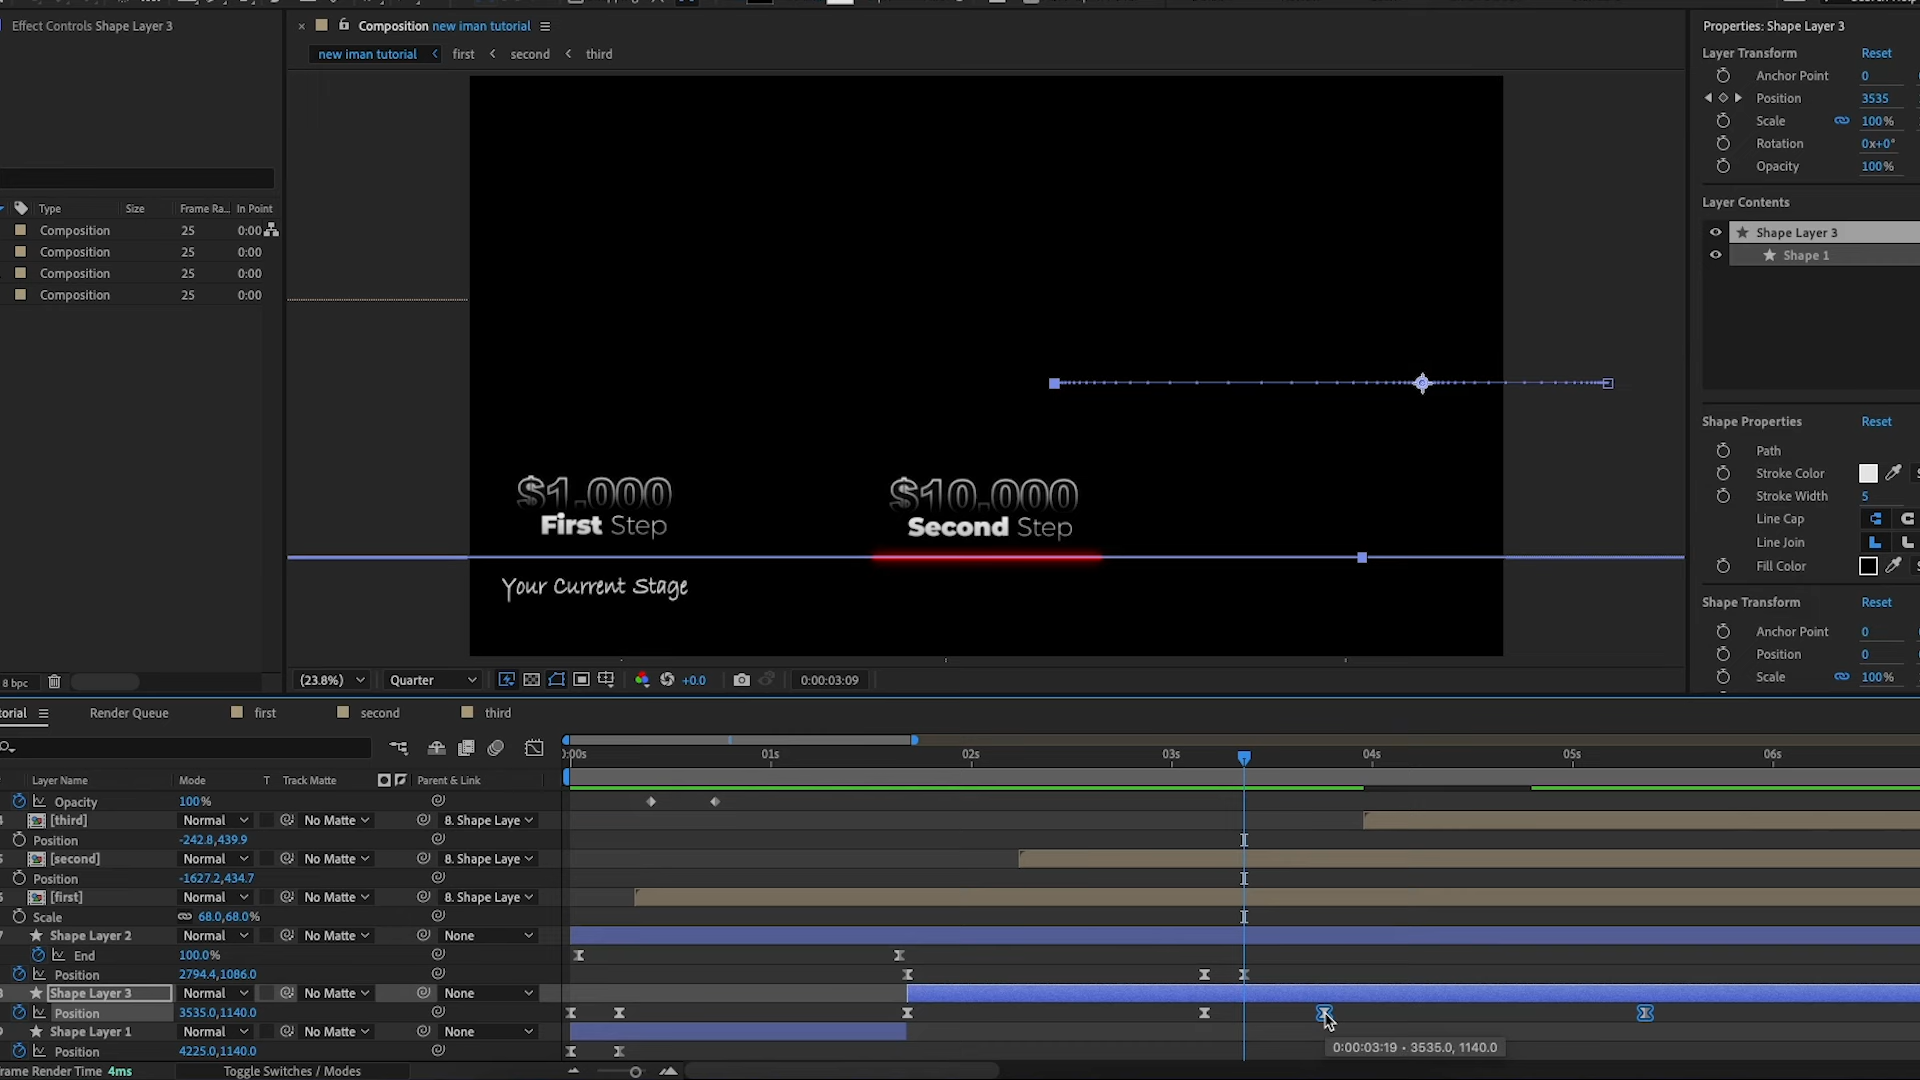 Effect Controls Shape Layer 3
× Composition new iman tutorial
new iman tutorial < first < second < third
Type Size Frame Ra... In Point
Composition 25 0:00
Composition 25 0:00
Composition 25 0:00
Composition 25 0:00
8 bpc
$1.000
First Step
$10.000
Second Step
Your Current Stage
(23.8%) Quarter +0.0 0:00:03:09
Properties: Shape Layer 3
Layer Transform Reset
Anchor Point 0
Position 3535
Scale 100%
Rotation 0x+0°
Opacity 100%
Layer Contents
Shape Layer 3
Shape 1
Shape Properties Reset
Path
Stroke Color
Stroke Width 5
Line Cap
Line Join
Fill Color
Shape Transform Reset
Anchor Point 0
Position 0
Scale 100%
torial Render Queue first second third
Layer Name Mode T Track Matte Parent & Link
:00s 01s 02s 03s 04s 05s 06s
Opacity 100%
[third] Normal No Matte 8. Shape Laye
Position -242.8,439.9
[second] Normal No Matte 8. Shape Laye
Position -1627.2,434.7
[first] Normal No Matte 8. Shape Laye
Scale 68.0,68.0%
7 Shape Layer 2 Normal No Matte None
End 100.0%
Position 2794.4,1086.0
Shape Layer 3 Normal No Matte None
Position 3535.0,1140.0
Shape Layer 1 Normal No Matte None
Position 4225.0,1140.0
0:00:03:19 • 3535.0, 1140.0
rame Render Time 4ms Toggle Switches / Modes